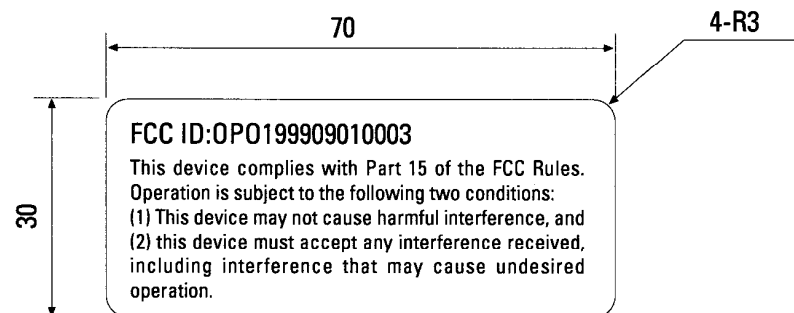 70
4-R3
30
FCC ID:OPO199909010003
This device complies with Part 15 of the FCC Rules.
Operation is subject to the following two conditions:
(1) This device may not cause harmful interference, and
(2) this device must accept any interference received,
including interference that may cause undesired
operation.